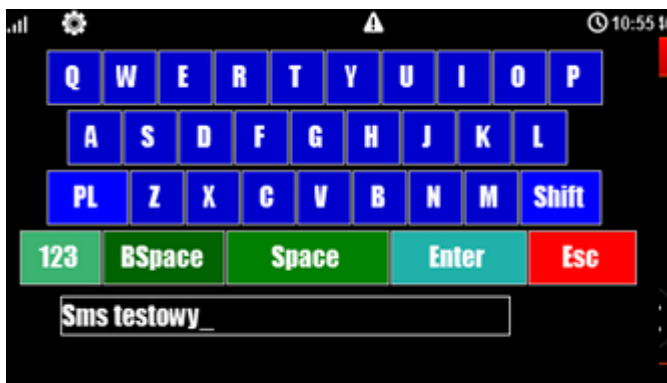 10:55
Q W E R T Y U I O P
A S D F G H J K L
PL Z X C V B N M Shift
123 BSpace Space Enter Esc
Sms testowy_